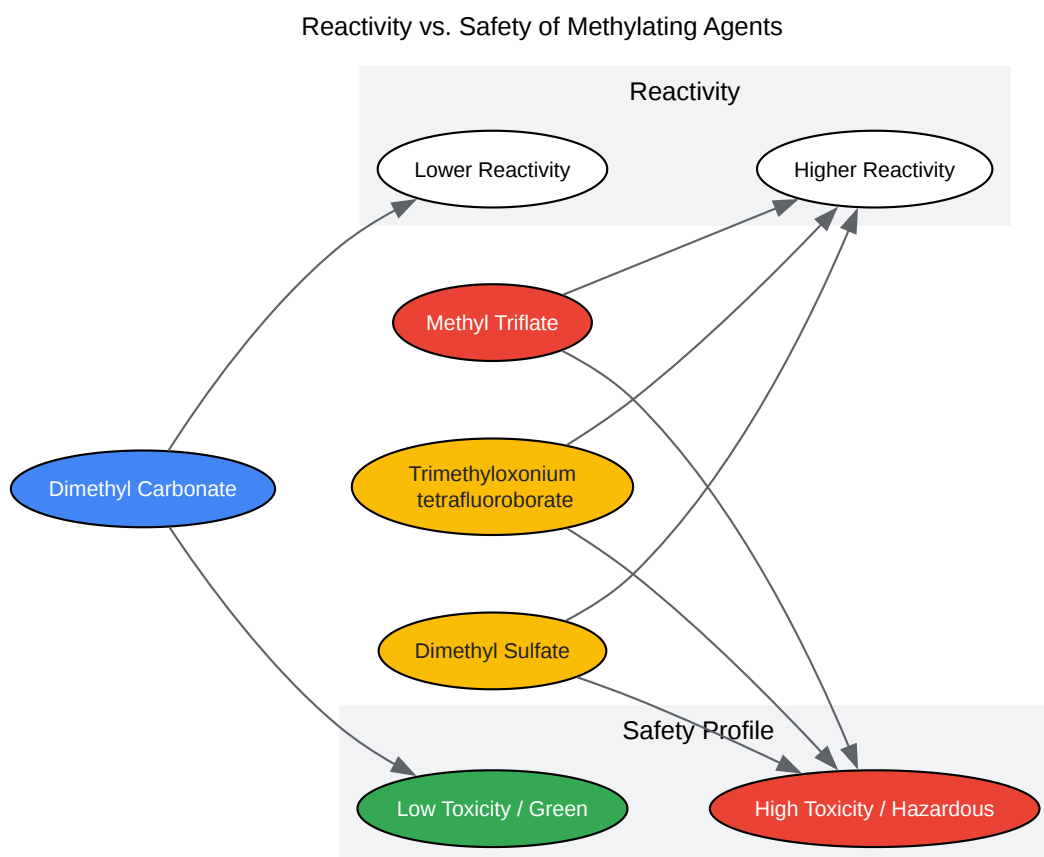 Reactivity vs. Safety of Methylating Agents
Reactivity
Lower Reactivity
Higher Reactivity
Methyl Triflate
Dimethyl Carbonate
Trimethyloxonium
tetrafluoroborate
Dimethyl Sulfate
Safety Profile
Low Toxicity / Green
High Toxicity / Hazardous